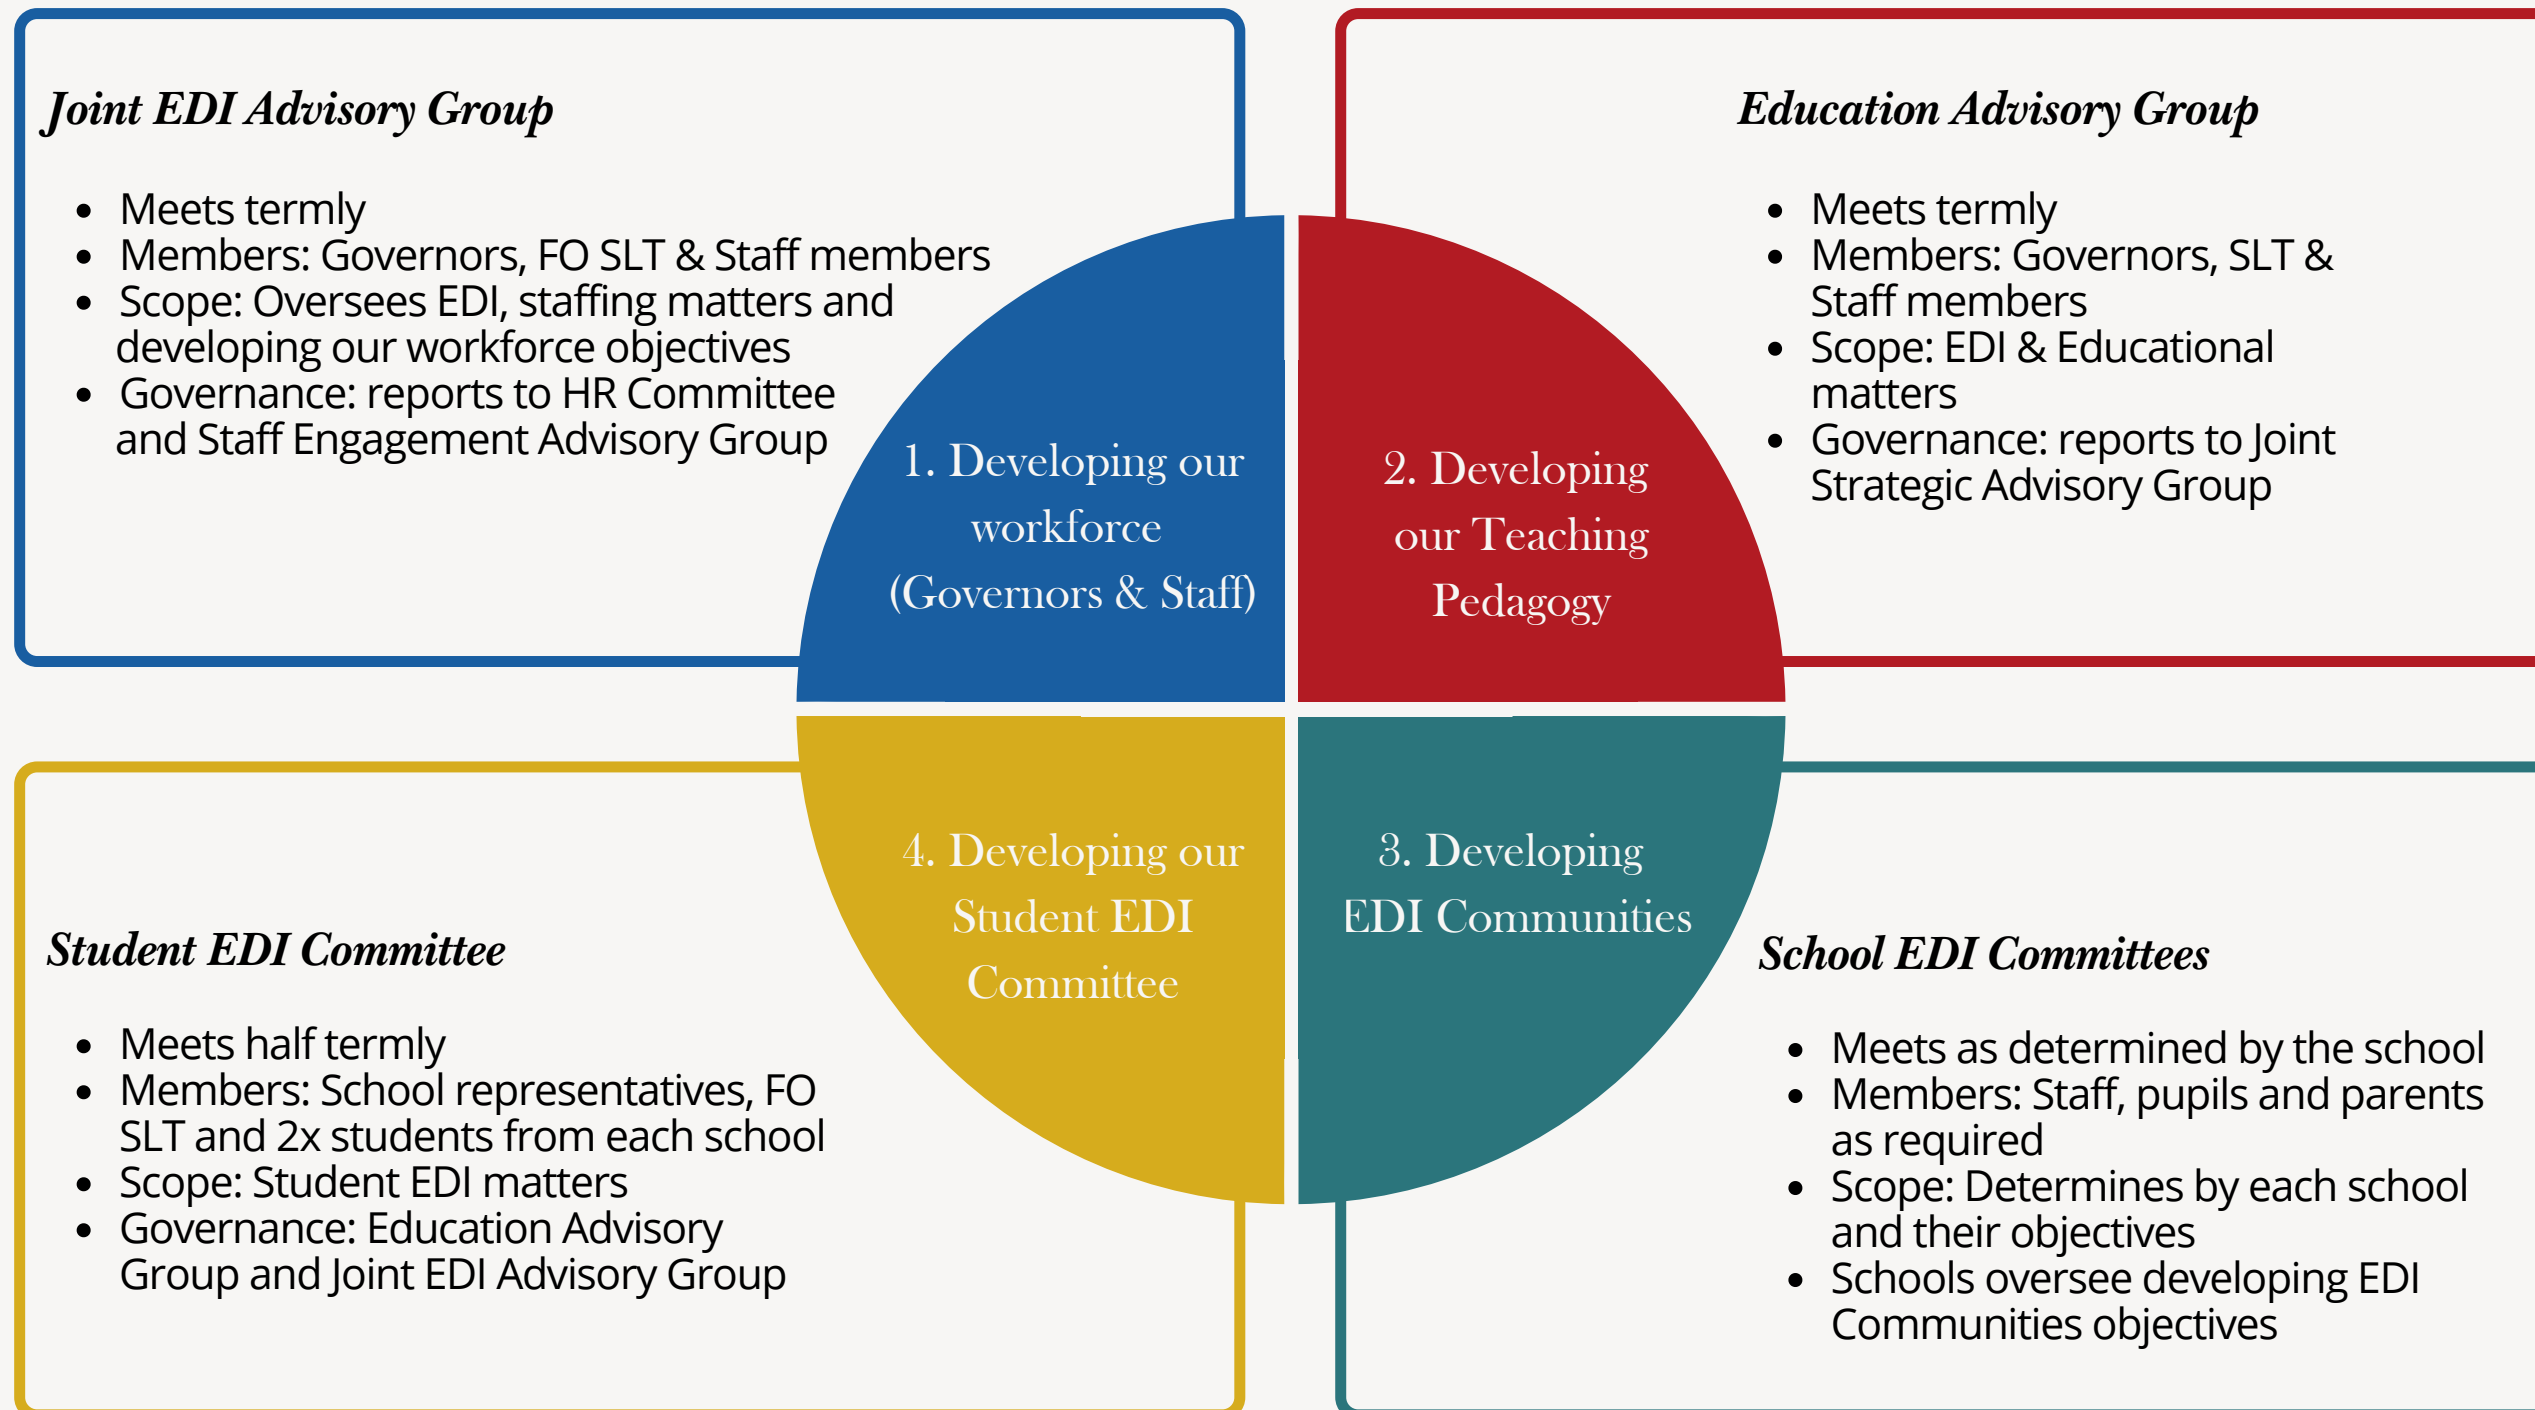 Joint EDI Advisory Group
• Meets termly
• Members: Governors, FO SLT & Staff members
• Scope: Oversees EDI, staffing matters and
developing our workforce objectives
• Governance: reports to HR Committee
and Staff Engagement Advisory Group
1. Developing our
workforce
(Governors & Staff)
Education Advisory Group
• Meets termly
• Members: Governors, SLT &
Staff members
• Scope: EDI & Educational
matters
• Governance: reports to Joint
Strategic Advisory Group
2. Developing
our Teaching
Pedagogy
Student EDI Committee
• Meets half termly
• Members: School representatives, FO
SLT and 2x students from each school
• Scope: Student EDI matters
• Governance: Education Advisory
Group and Joint EDI Advisory Group
4. Developing our
Student EDI
Committee
3. Developing
EDI Communities
School EDI Committees
• Meets as determined by the school
• Members: Staff, pupils and parents
as required
• Scope: Determines by each school
and their objectives
• Schools oversee developing EDI
Communities objectives